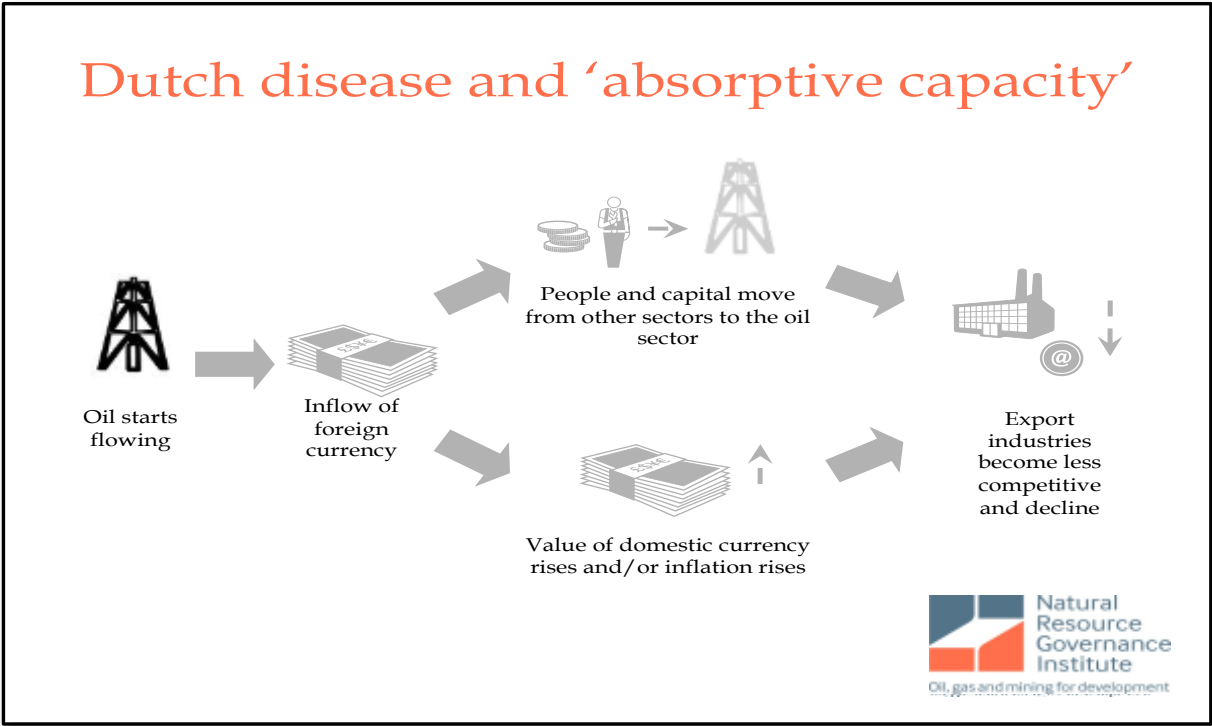 Dutch disease and ‘absorptive capacity’
People and capital move
from other sectors to the oil
sector
Oil starts
flowing
Inflow of
foreign
currency
£$¥€
£$¥€
@
Export
industries
become less
competitive
and decline
Value of domestic currency
rises and/or inflation rises
Natural
Resource
Governance
Institute
Oil, gas and mining for development